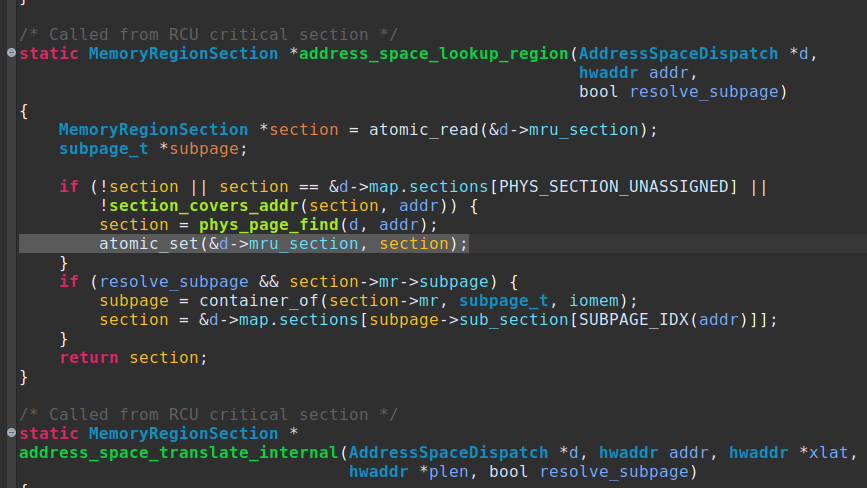 }
/* Called from RCU critical section */
static MemoryRegionSection *address_space_lookup_region(AddressSpaceDispatch *d,
hwaddr addr,
bool resolve_subpage)
{
MemoryRegionSection *section = atomic_read(&d->mru_section);
subpage_t *subpage;
if (!section || section == &d->map.sections[PHYS_SECTION_UNASSIGNED] ||
!section_covers_addr(section, addr)) {
section = phys_page_find(d, addr);
atomic_set(&d->mru_section, section);
}
if (resolve_subpage && section->mr->subpage) {
subpage = container_of(section->mr, subpage_t, iomem);
section = &d->map.sections[subpage->sub_section[SUBPAGE_IDX(addr)]];
}
return section;
}
/* Called from RCU critical section */
static MemoryRegionSection *
address_space_translate_internal(AddressSpaceDispatch *d, hwaddr addr, hwaddr *xlat,
hwaddr *plen, bool resolve_subpage)
{